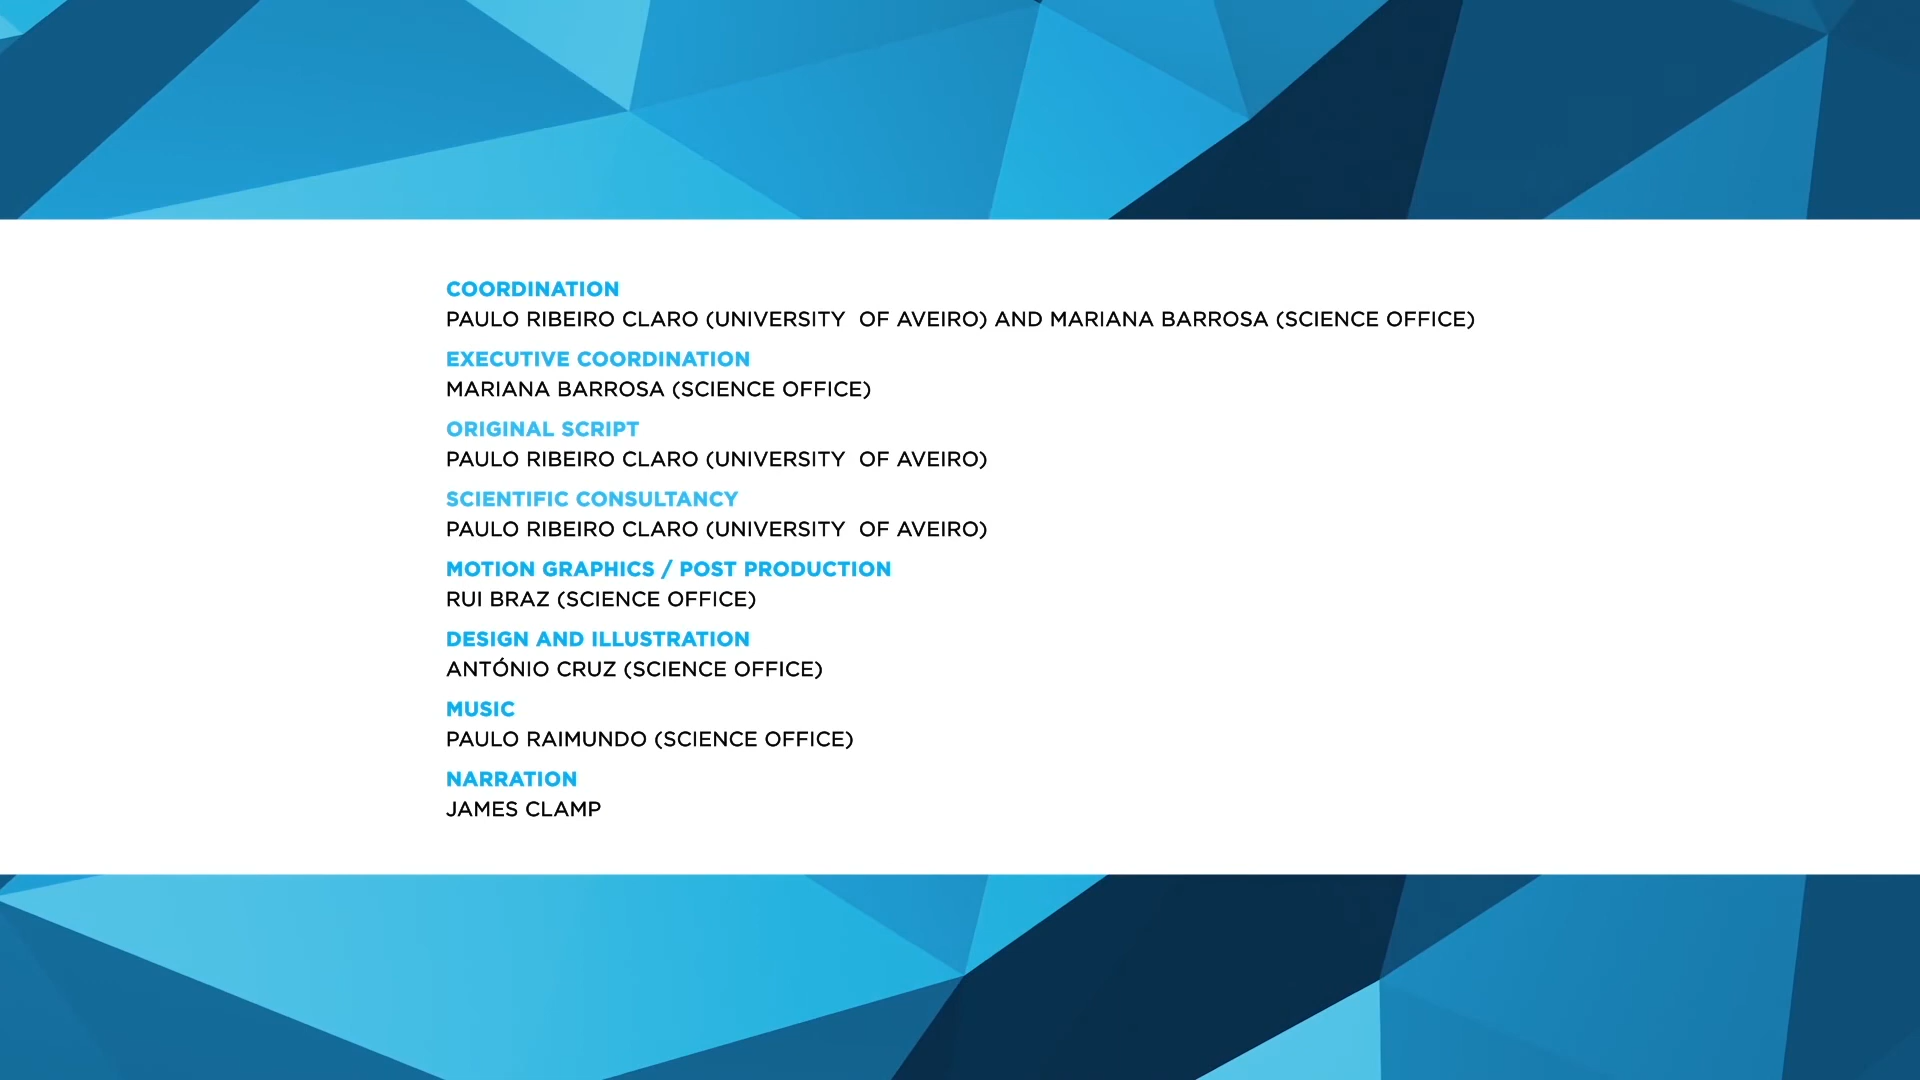 COORDINATION
PAULO RIBEIRO CLARO (UNIVERSITY  OF AVEIRO) AND MARIANA BARROSA (SCIENCE OFFICE)
EXECUTIVE COORDINATION
MARIANA BARROSA (SCIENCE OFFICE)
ORIGINAL SCRIPT
PAULO RIBEIRO CLARO (UNIVERSITY  OF AVEIRO)
SCIENTIFIC CONSULTANCY
PAULO RIBEIRO CLARO (UNIVERSITY  OF AVEIRO)
MOTION GRAPHICS / POST PRODUCTION
RUI BRAZ (SCIENCE OFFICE)
DESIGN AND ILLUSTRATION
ANTÓNIO CRUZ (SCIENCE OFFICE)
MUSIC
PAULO RAIMUNDO (SCIENCE OFFICE)
NARRATION
JAMES CLAMP